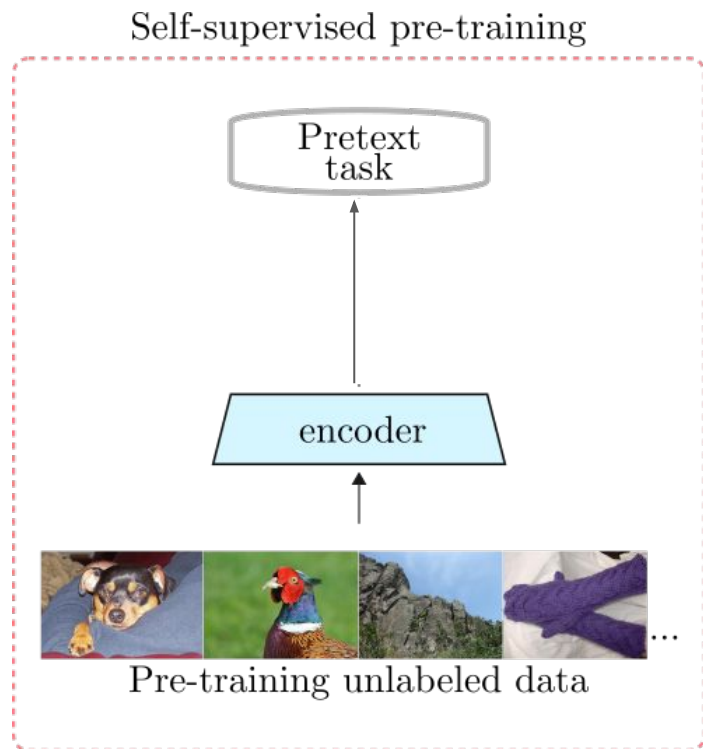 Self-supervised pre-training
Pretext
task
encoder
...
Pre-training unlabeled data